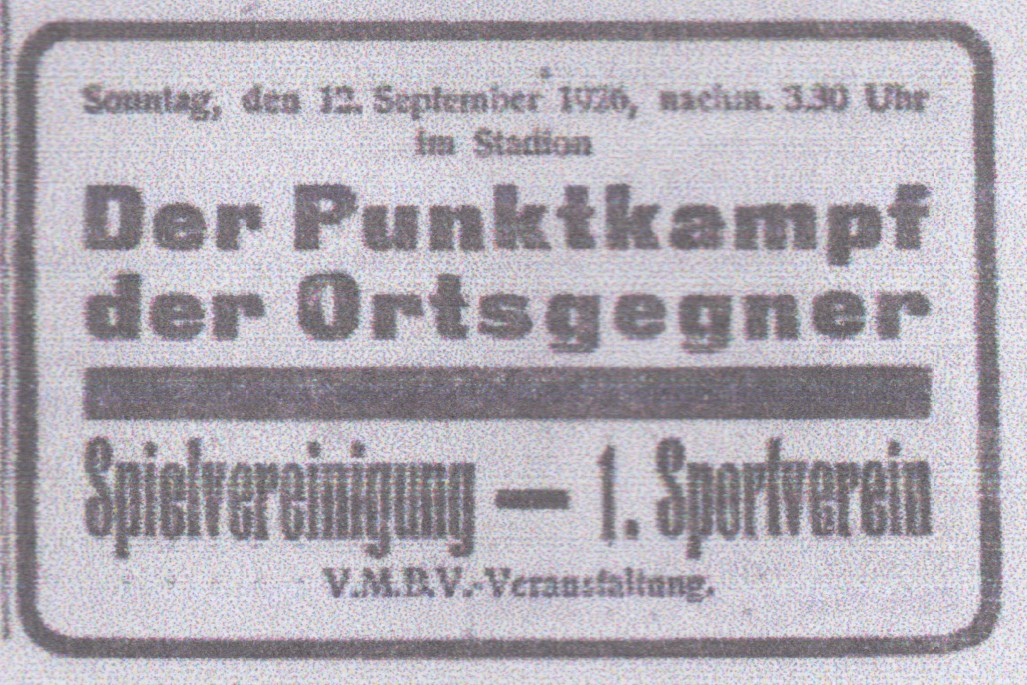 Sonntag, den 12. September 1926, nachm. 3.30 Uhr
im Stadion
Der Punktkampf
der Ortsgegner
Spielvereinigung — 1. Sportverein
V.M.B.V.-Veranstaltung.